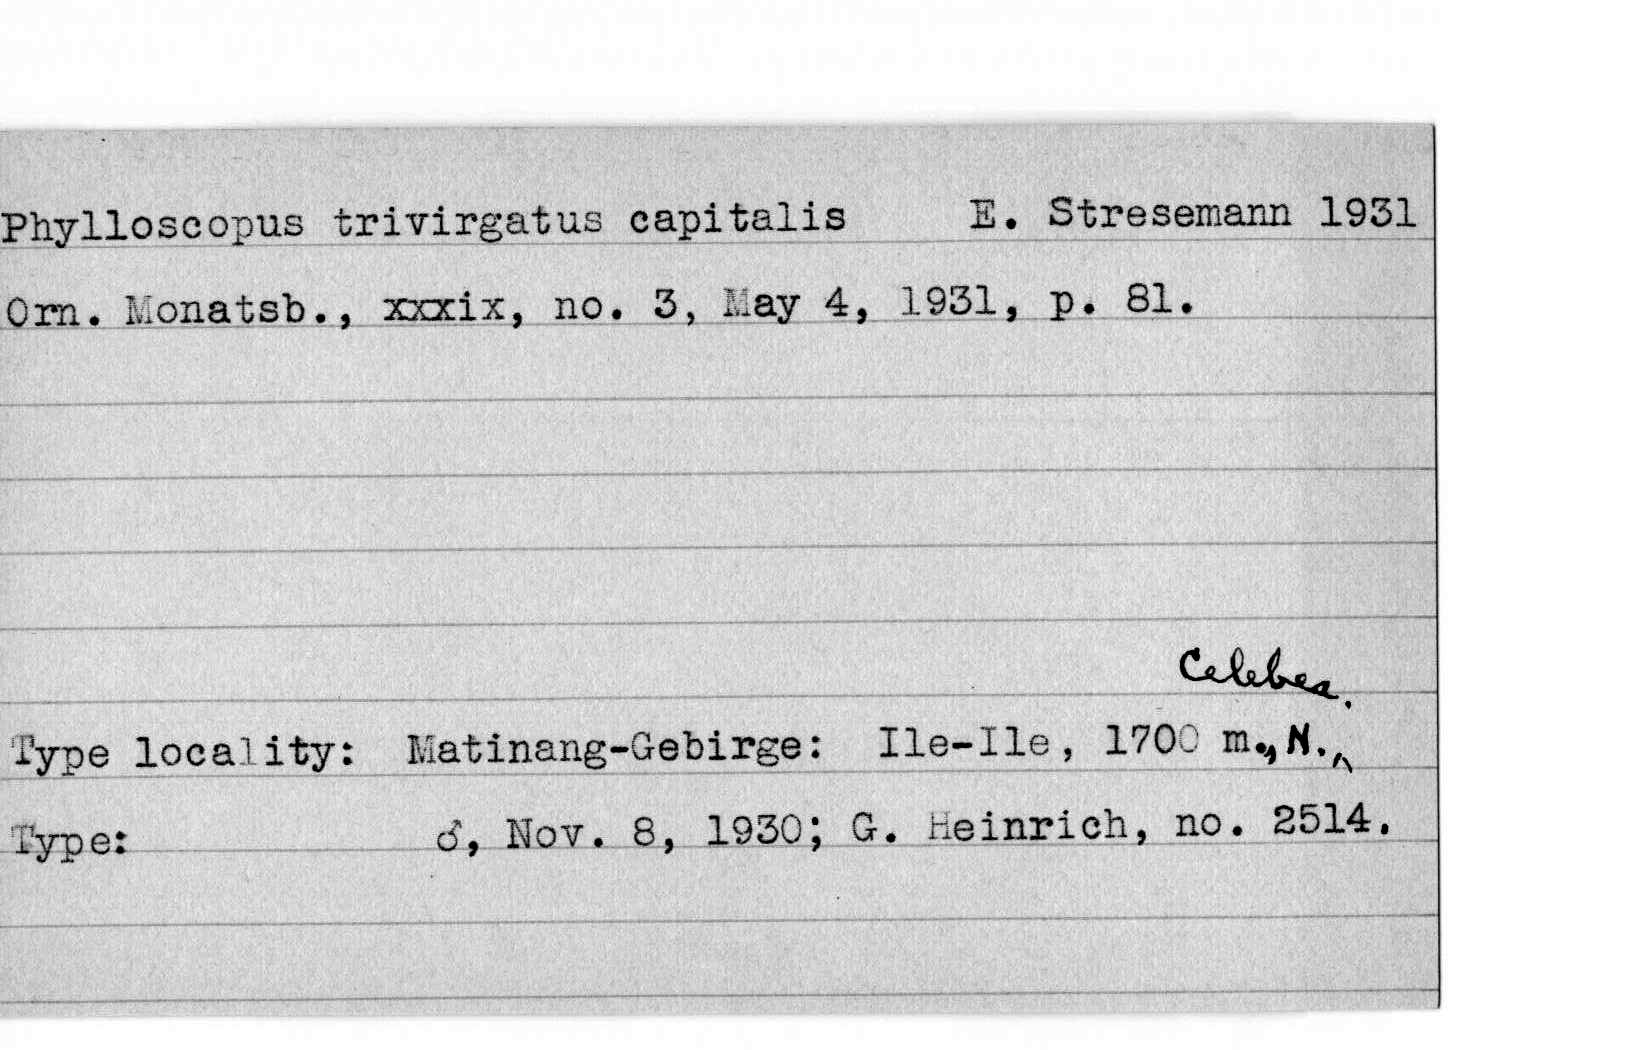 Phylloscopus trivirgatus capitalis E. Stresemann 1931
Orn. Monatsb., xxxix, no. 3, May 4, 1931, p. 81.
Celebes.
Type locality: Matinang-Gebirge: Ile-Ile, 1700 m., N.,
Type: ♂, Nov. 8, 1930; G. Heinrich, no. 2514.